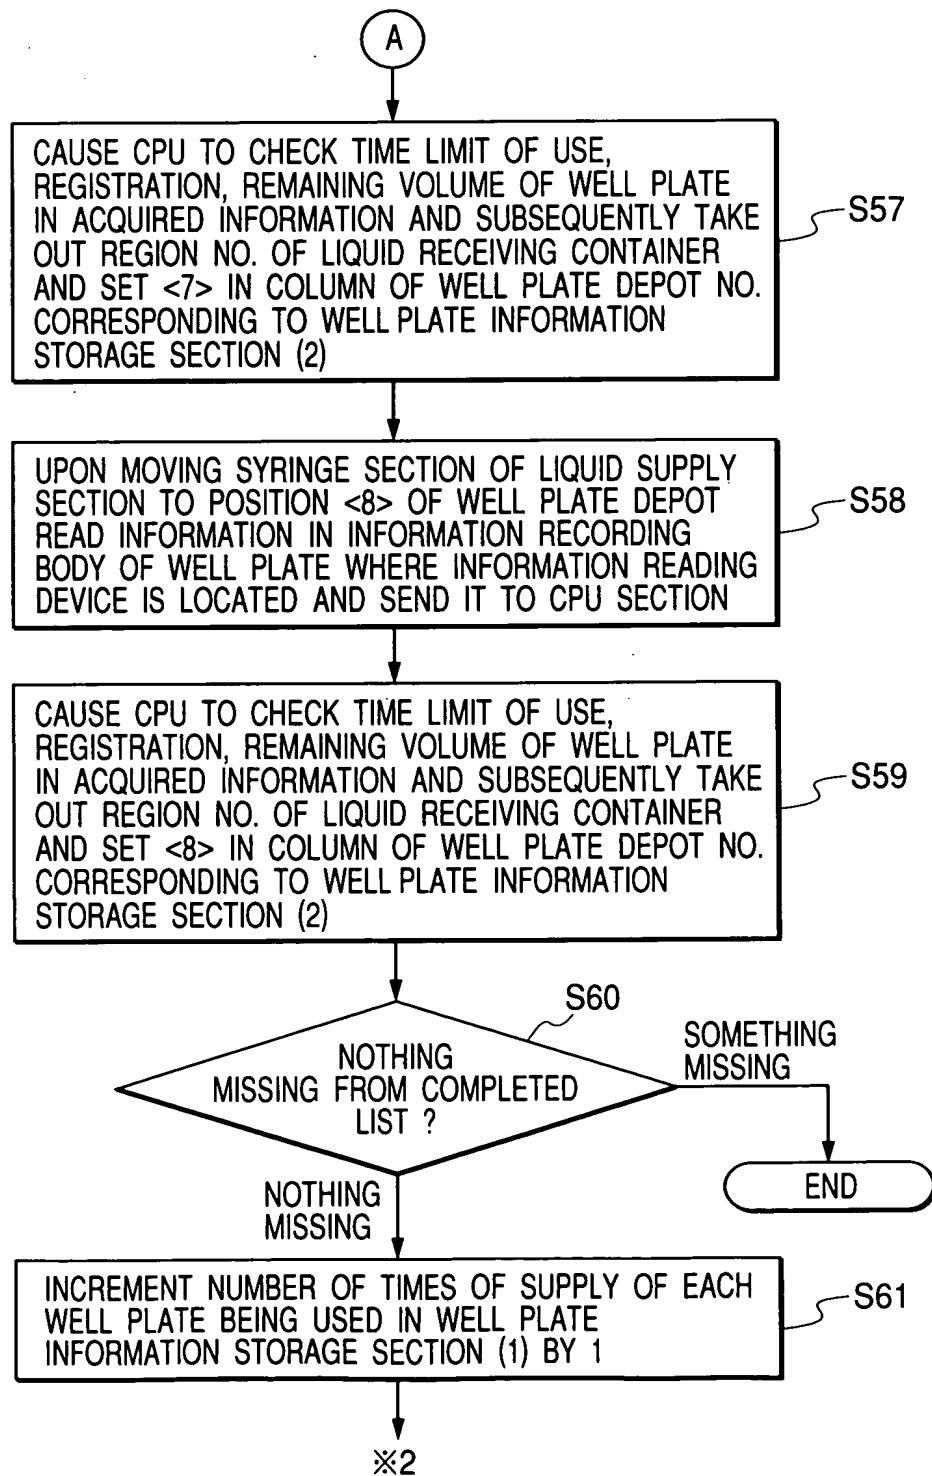 A
CAUSE CPU TO CHECK TIME LIMIT OF USE,
REGISTRATION, REMAINING VOLUME OF WELL PLATE
IN ACQUIRED INFORMATION AND SUBSEQUENTLY TAKE
OUT REGION NO. OF LIQUID RECEIVING CONTAINER
AND SET <7> IN COLUMN OF WELL PLATE DEPOT NO.
CORRESPONDING TO WELL PLATE INFORMATION
STORAGE SECTION (2)
S57
UPON MOVING SYRINGE SECTION OF LIQUID SUPPLY
SECTION TO POSITION <8> OF WELL PLATE DEPOT
READ INFORMATION IN INFORMATION RECORDING
BODY OF WELL PLATE WHERE INFORMATION READING
DEVICE IS LOCATED AND SEND IT TO CPU SECTION
S58
CAUSE CPU TO CHECK TIME LIMIT OF USE,
REGISTRATION, REMAINING VOLUME OF WELL PLATE
IN ACQUIRED INFORMATION AND SUBSEQUENTLY TAKE
OUT REGION NO. OF LIQUID RECEIVING CONTAINER
AND SET <8> IN COLUMN OF WELL PLATE DEPOT NO.
CORRESPONDING TO WELL PLATE INFORMATION
STORAGE SECTION (2)
S59
S60
NOTHING
MISSING FROM COMPLETED
LIST ?
SOMETHING
MISSING
END
NOTHING
MISSING
INCREMENT NUMBER OF TIMES OF SUPPLY OF EACH
WELL PLATE BEING USED IN WELL PLATE
INFORMATION STORAGE SECTION (1) BY 1
S61
※2